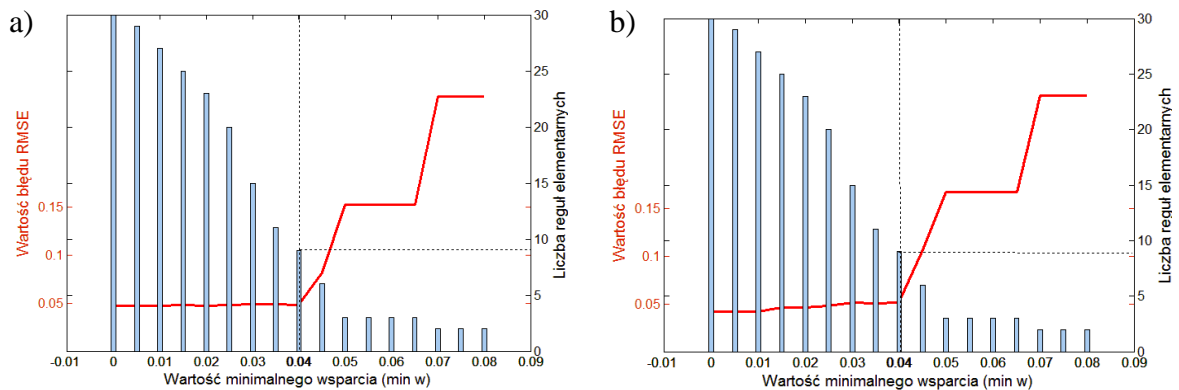 a)
Wartość błędu RMSE
0.15
0.1
0.05
30
25
20
15
10
5
0
Liczba reguł elementarnych
-0.01 0 0.01 0.02 0.03 0.04 0.05 0.06 0.07 0.08 0.09
Wartość minimalnego wsparcia (min w)
b)
Wartość błędu RMSE
0.15
0.1
0.05
30
25
20
15
10
5
0
Liczba reguł elementarnych
-0.01 0 0.01 0.02 0.03 0.04 0.05 0.06 0.07 0.08 0.09
Wartość minimalnego wsparcia (min w)